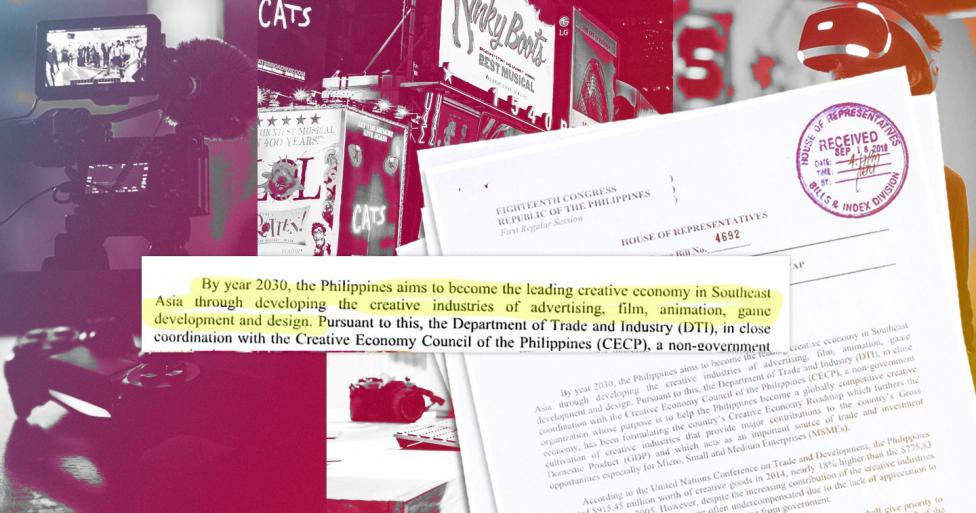 CATS
Kinky Boots
BEST MUSICAL
LG
400 YEARS!
CATS
HOUSE OF REPRESENTATIVES
RECEIVED
SEP 18 2018
DATE:
TIME:
BY:
BILLS & INDEX DIVISION
EIGHTEENTH CONGRESS )
REPUBLIC OF THE PHILIPPINES )
First Regular Session )
HOUSE OF REPRESENTATIVES
Bill No. 4692
By year 2030, the Philippines aims to become the leading creative economy in Southeast
Asia through developing the creative industries of advertising, film, animation, game
development and design. Pursuant to this, the Department of Trade and Industry (DTI), in close
coordination with the Creative Economy Council of the Philippines (CECP), a non-government
By year 2030, the Philippines aims to become the leading creative economy in Southeast
Asia through developing the creative industries of advertising, film, animation, game
development and design. Pursuant to this, the Department of Trade and Industry (DTI), in close
coordination with the Creative Economy Council of the Philippines (CECP), a non-government
organization whose purpose is to help the Philippines become a globally competitive creative
economy, has been formulating the country's Creative Economy Roadmap which furthers the
cultivation of creative industries that provide major contributions to the country's Gross
Domestic Product (GDP) and which acts as an important source of trade and investment
opportunities especially for Micro, Small and Medium Enterprises (MSMEs).
According to the United Nations Conference on Trade and Development, the Philippines
$915.45 million worth of creative goods in 2014, nearly 18% higher than the $775.83
2005. However, despite the increasing contribution of the creative industries
often undercompensated due to the lack of appreciation to
from government.
shall give priority to